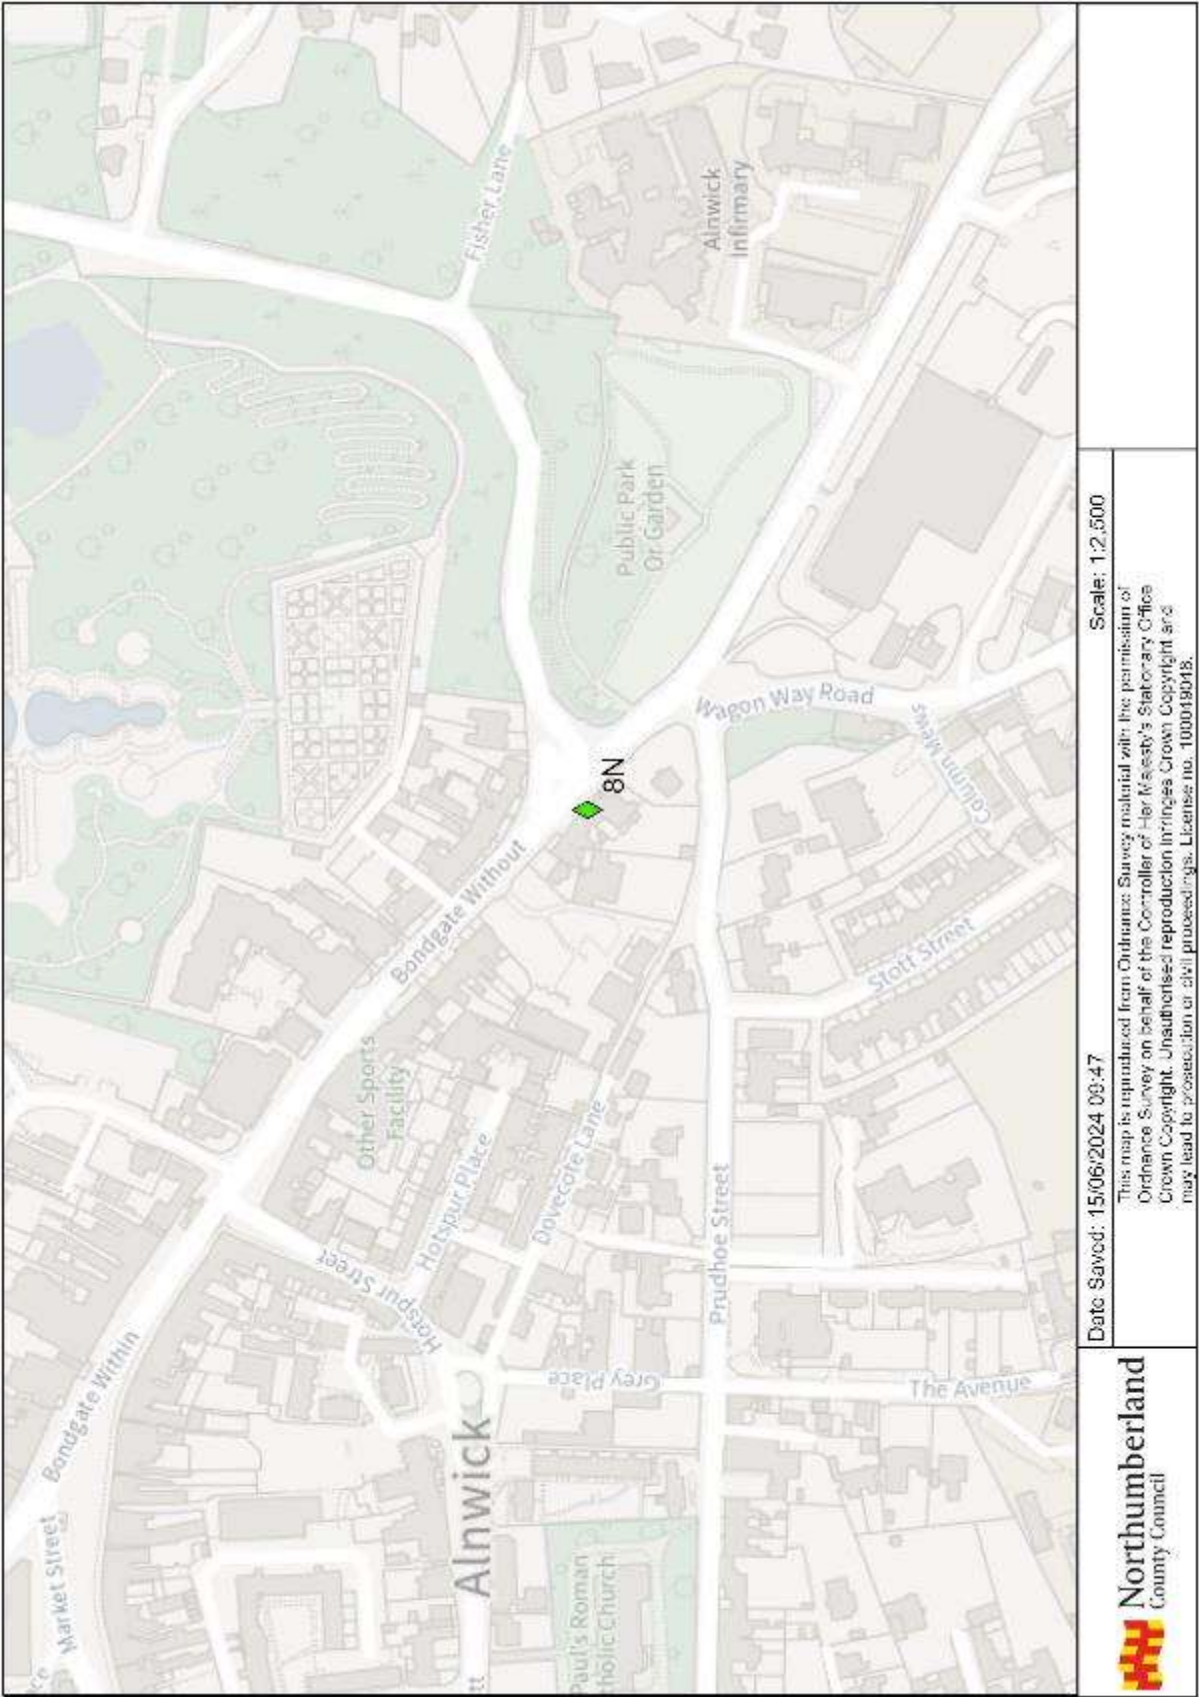 Market Street
Bondgate Within
Alnwick
Paul's Roman
tholic Church
Hotspur Street
Hotspur Place
Other Sports
Facility
Dovecote Lane
Grey Place
Prudhoe Street
The Avenue
Bondgate Without
Stott Street
8N
Wagon Way Road
Column Mews
Public Park
Or Garden
Fisher Lane
Alnwick
Infirmary
Northumberland
County Council
Date Saved: 15/06/2024 09:47
Scale: 1:2,500
This map is reproduced from Ordnance Survey material with the permission of
Ordnance Survey on behalf of the Controller of Her Majesty's Stationary Office
Crown Copyright. Unauthorised reproduction infringes Crown Copyright and
may lead to prosecution or civil proceedings. License no. 100049048.